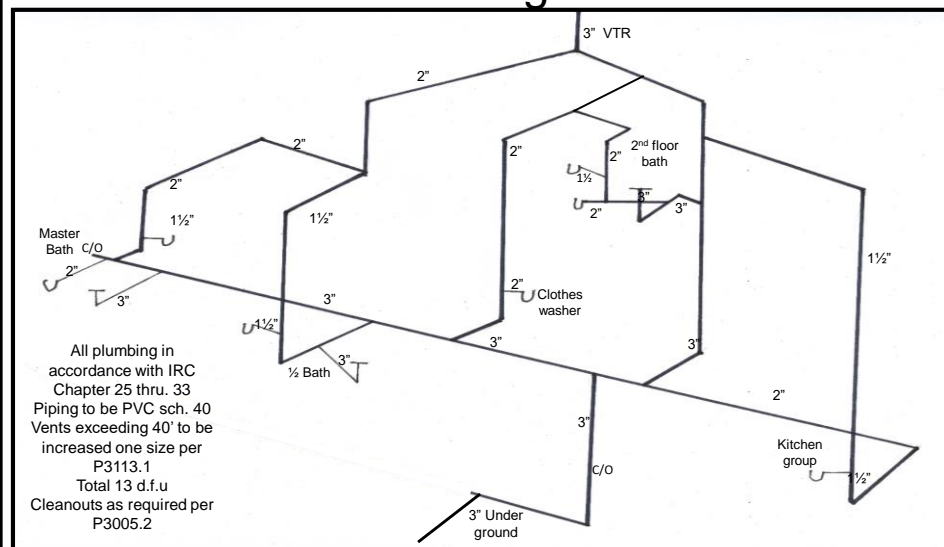 3” VTR
2”
2”
2”
2”
2nd floor
bath
2”
1½
3”
2”
3”
1½”
1½”
Master
Bath
C/O
2”
3”
1½”
2”
Clothes
washer
3”
1½”
3”
3”
2”
½ Bath
3”
3”
C/O
Kitchen
group
1½”
3” Under
ground
All plumbing in
accordance with IRC
Chapter 25 thru. 33
Piping to be PVC sch. 40
Vents exceeding 40’ to be
increased one size per
P3113.1
Total 13 d.f.u
Cleanouts as required per
P3005.2